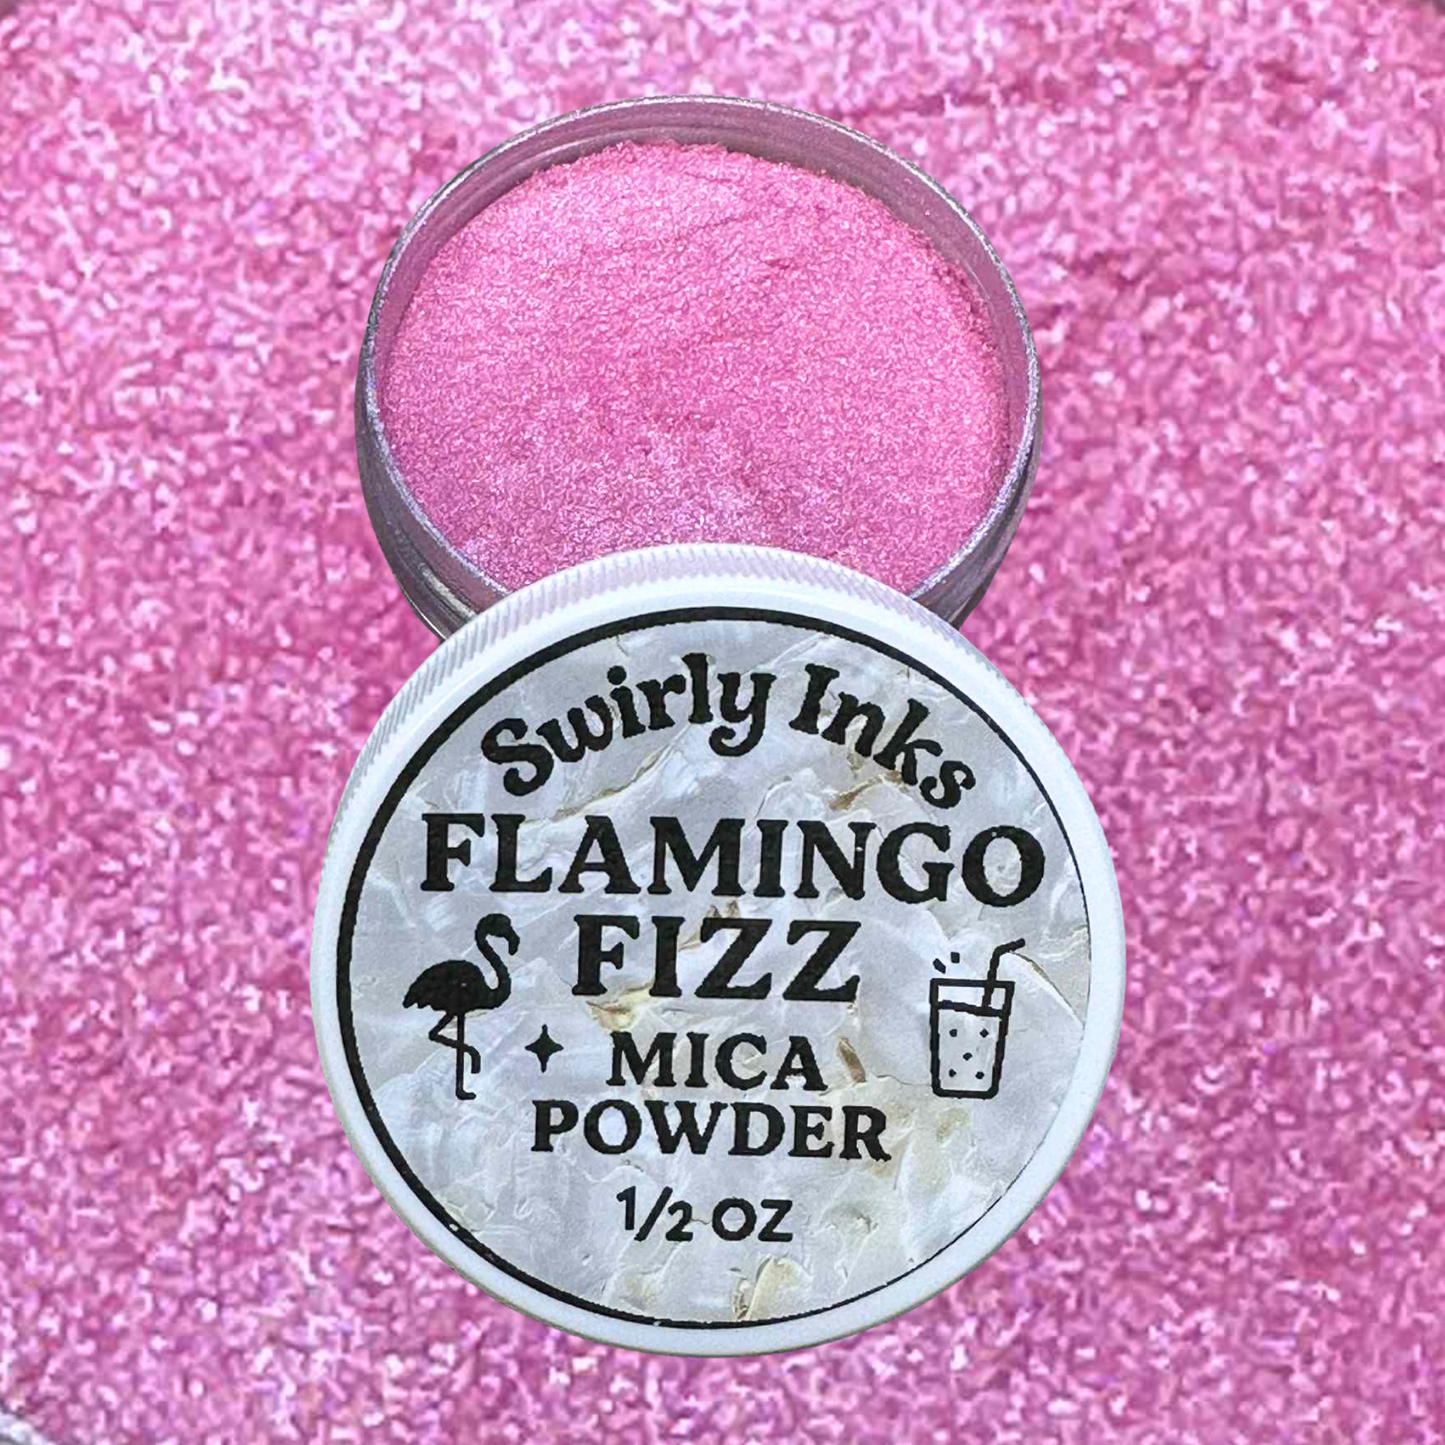 Swirly Inks
FLAMINGO
FIZZ
MICA
POWDER
1/2 OZ